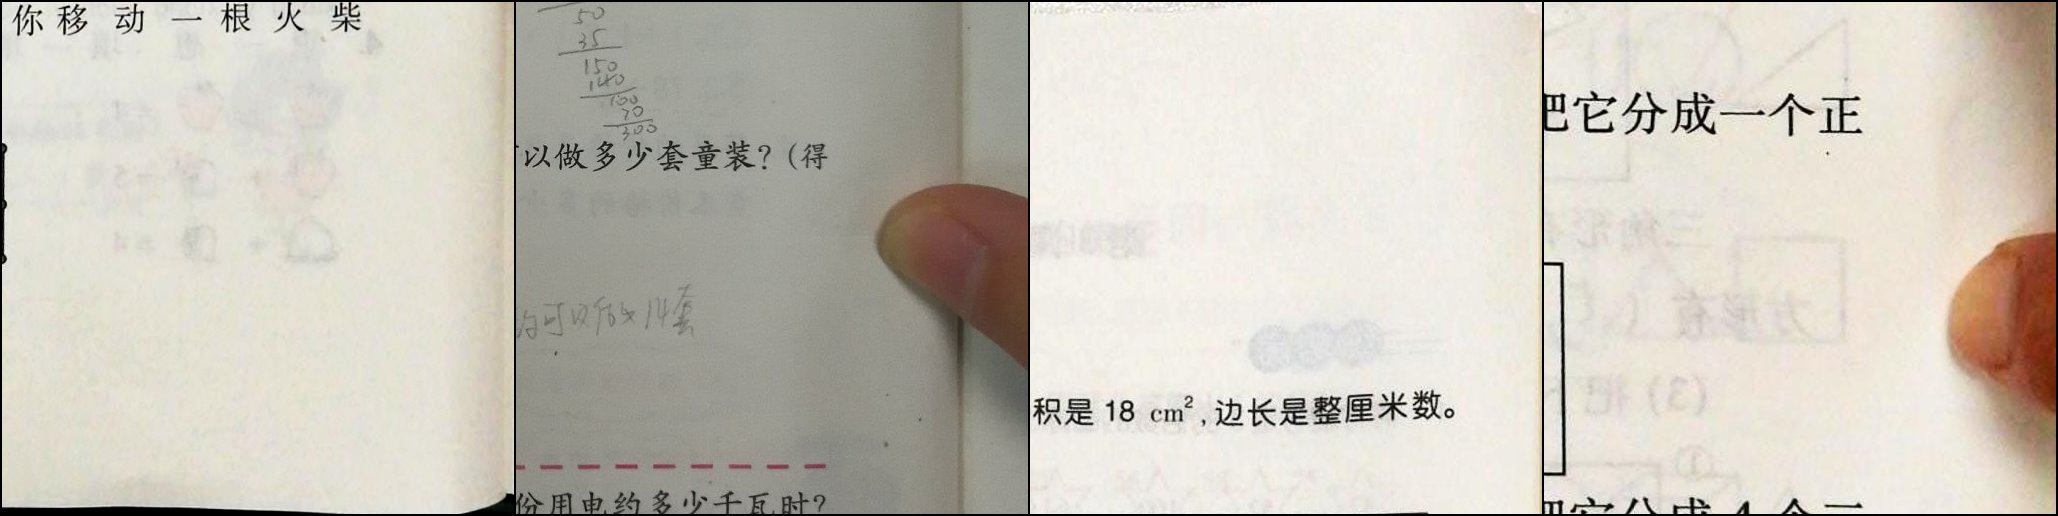 你移动一根火柴
50
35
150
140
100
70
300
以做多少套童装?(得
可以做14套
份用电约多少千瓦时?
积是 18 cm²,边长是整厘米数。
把它分成一个正
把它分成 4 个三